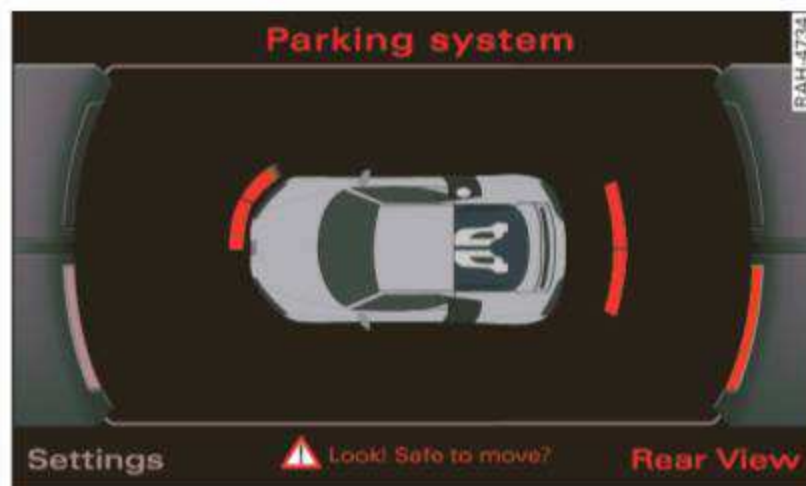 Parking system
RAH-4734
Settings
Look! Safe to move?
Rear View